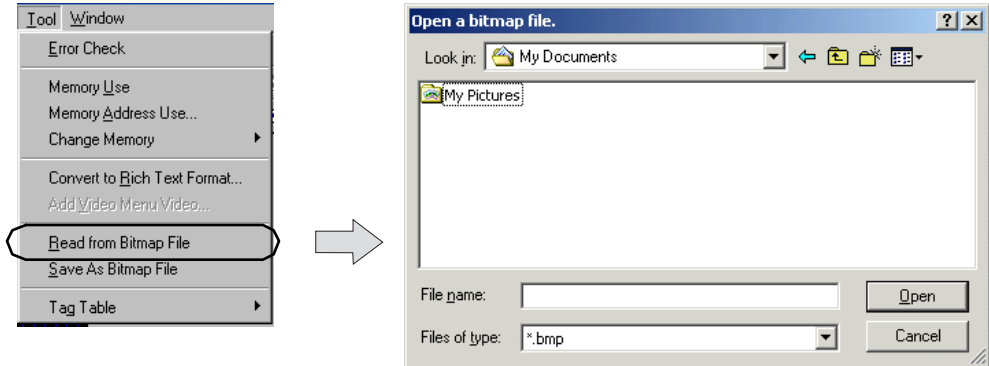 Tool Window
Error Check
Memory Use
Memory Address Use...
Change Memory
Convert to Rich Text Format...
Add Video Menu Video...
Read from Bitmap File
Save As Bitmap File
Tag Table
Open a bitmap file.
Look in: My Documents
My Pictures
File name:
Open
Files of type: *.bmp
Cancel